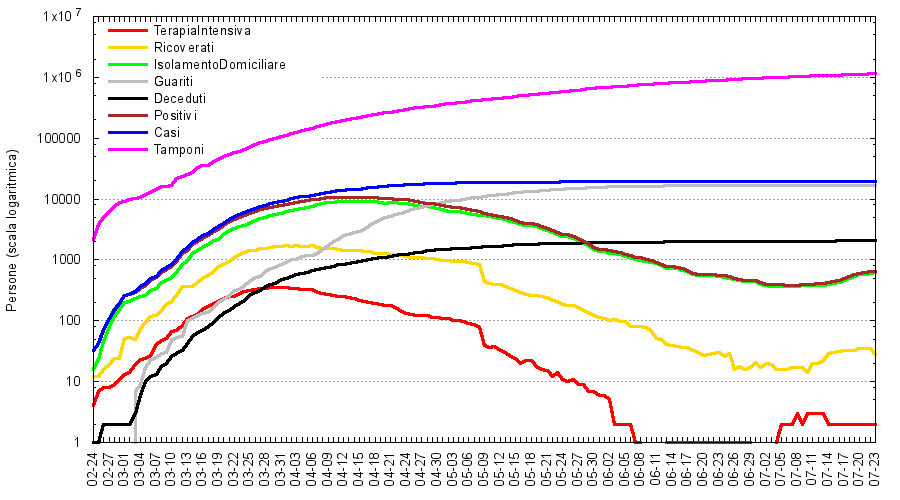 1x10^7
1x10^6
100000
10000
1000
100
10
1
Persone (scala logaritmica)
TerapiaIntensiva
Ricoverati
IsolamentoDomiciliare
Guariti
Deceduti
Positivi
Casi
Tamponi
02-24 02-27 03-01 03-04 03-07 03-10 03-13 03-16 03-19 03-22 03-25 03-28 03-31 04-03 04-06 04-09 04-12 04-15 04-18 04-21 04-24 04-27 04-30 05-03 05-06 05-09 05-12 05-15 05-18 05-21 05-24 05-27 05-30 06-02 06-05 06-08 06-11 06-14 06-17 06-20 06-23 06-26 06-29 07-02 07-05 07-08 07-11 07-14 07-17 07-20 07-23